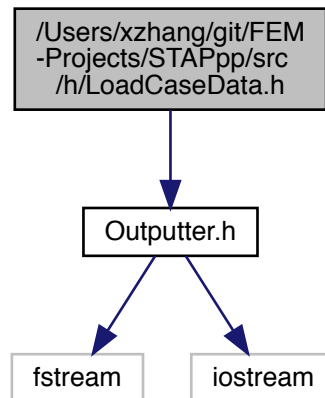 /Users/xzhang/git/FEM
-Projects/STAPpp/src
/h/LoadCaseData.h
Outputter.h
fstream
iostream